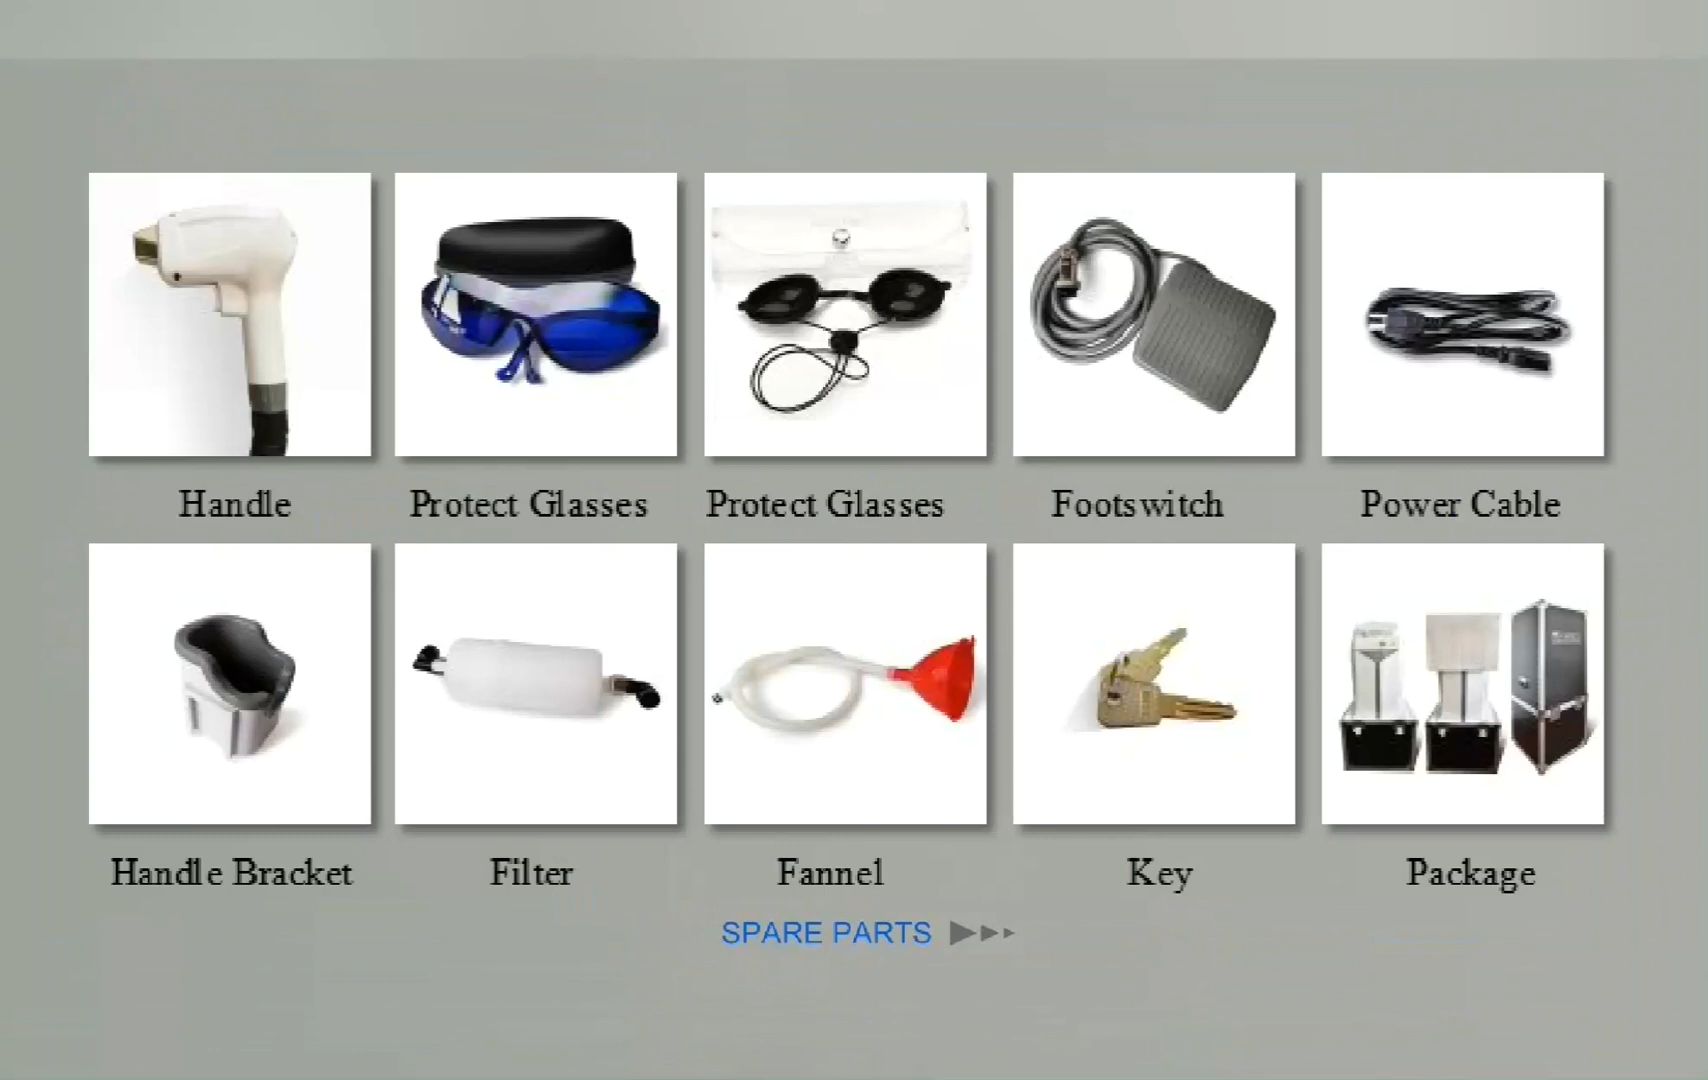 Handle
Protect Glasses
Protect Glasses
Footswitch
Power Cable
Handle Bracket
Filter
Fannel
Key
Package
SPARE PARTS